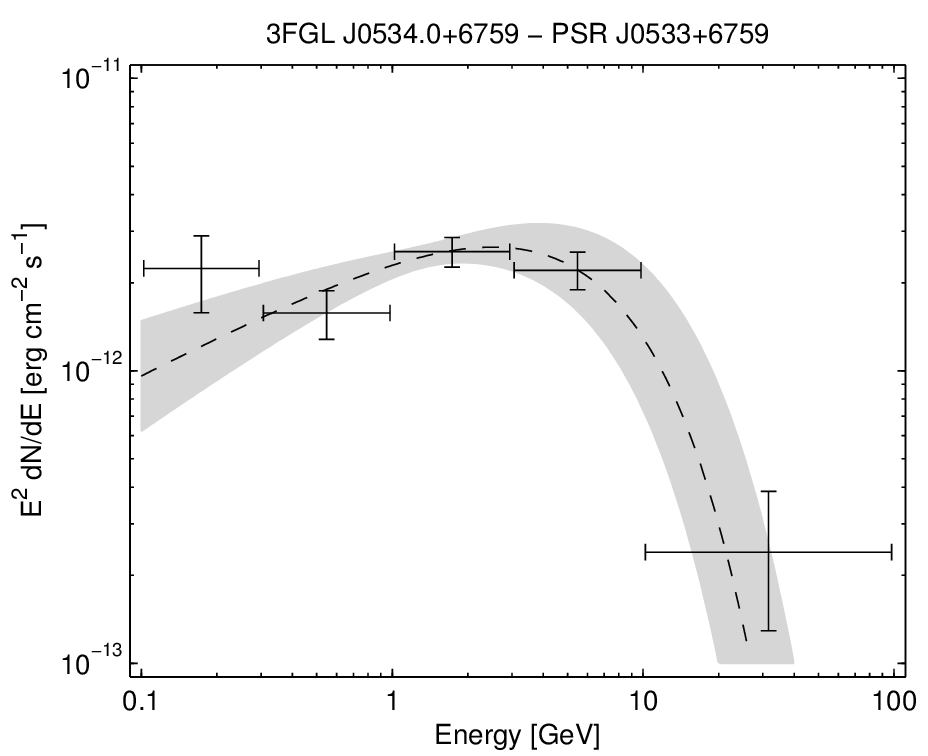 3FGL J0534.0+6759 − PSR J0533+6759
E² dN/dE [erg cm⁻² s⁻¹]
10⁻¹¹
10⁻¹²
10⁻¹³
0.1 1 10 100
Energy [GeV]